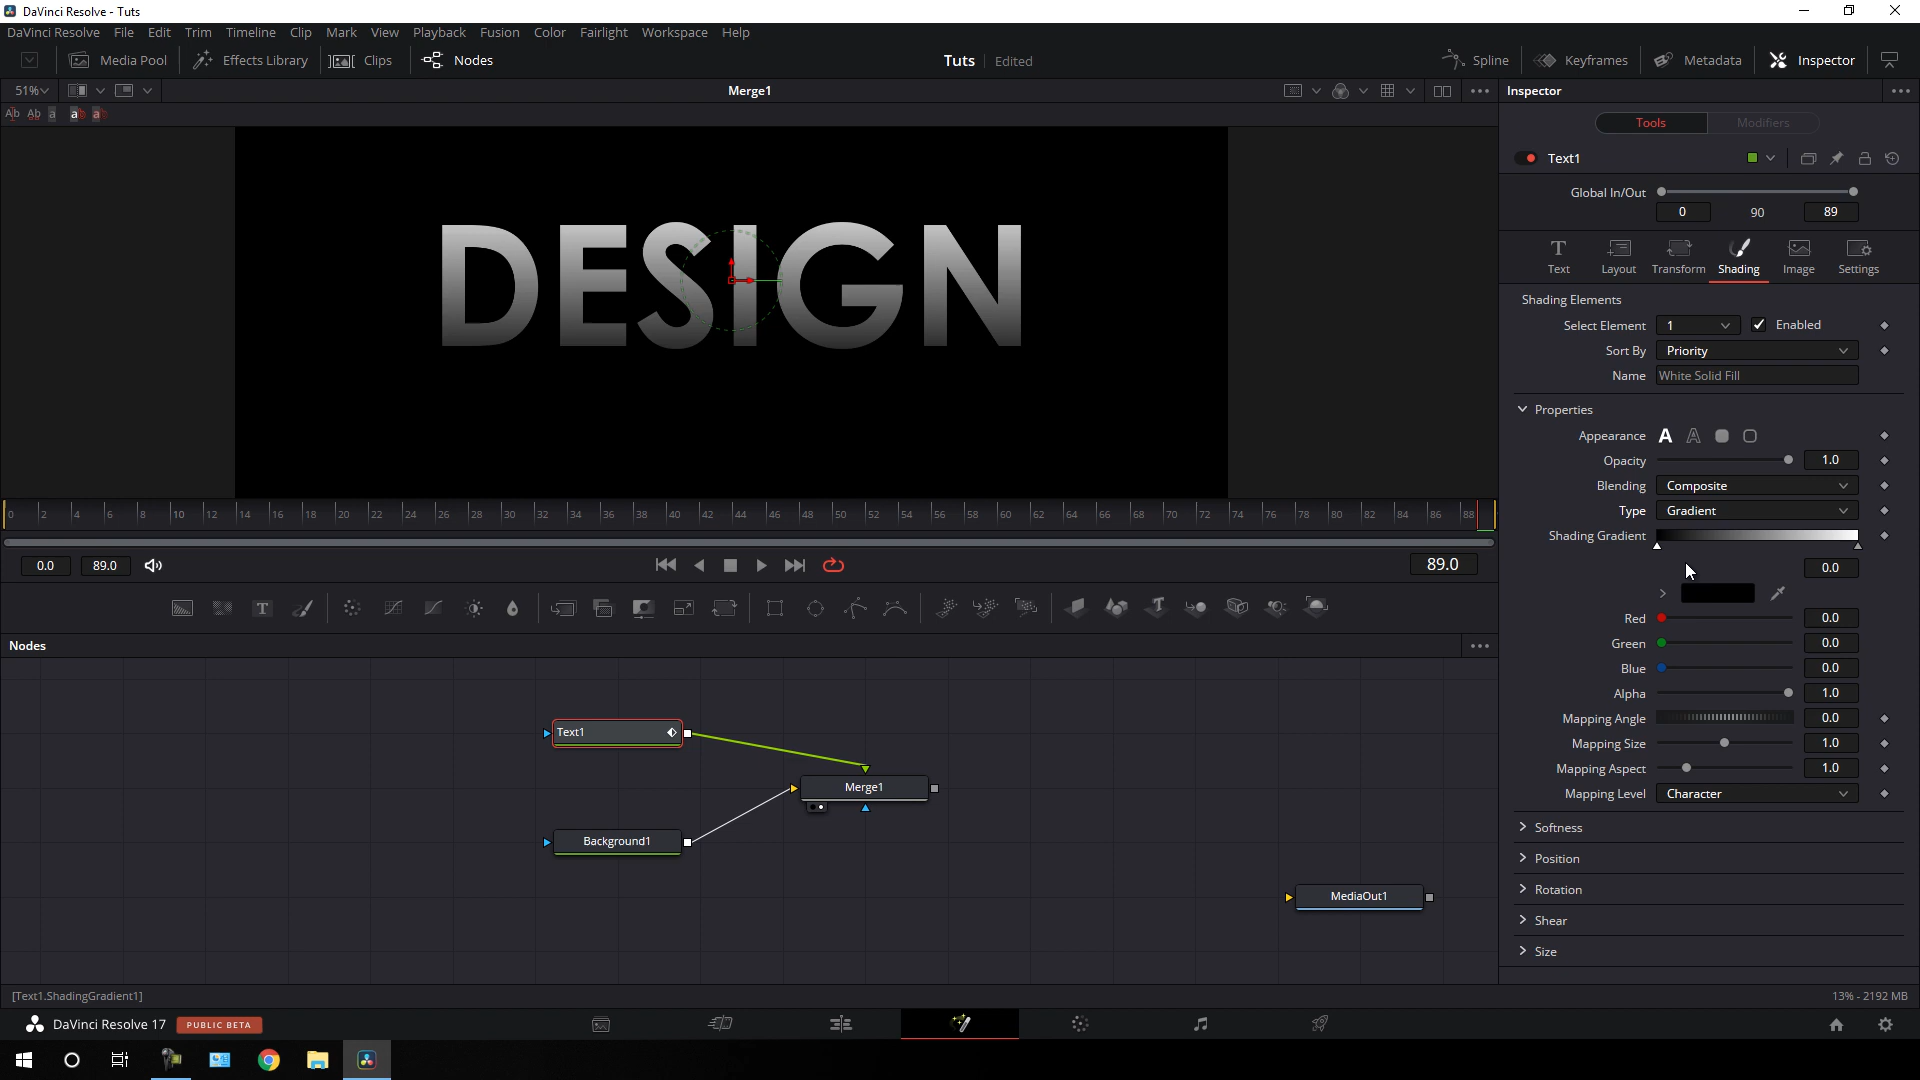 DaVinci Resolve - Tuts
DaVinci Resolve File Edit Trim Timeline Clip Mark View Playback Fusion Color Fairlight Workspace Help
Media Pool Effects Library Clips Nodes Tuts Edited Spline Keyframes Metadata Inspector
51% Merge1 Inspector
Ab Ab a ab a
Tools Modifiers
Text1
Global In/Out
0 90 89
DESIGN
Text Layout Transform Shading Image Settings
Shading Elements
Select Element 1 Enabled
Sort By Priority
Name White Solid Fill
Properties
Appearance A A
Opacity 1.0
Blending Composite
Type Gradient
Shading Gradient
0.0
Red 0.0
Green 0.0
Blue 0.0
Alpha 1.0
Mapping Angle 0.0
Mapping Size 1.0
Mapping Aspect 1.0
Mapping Level Character
Softness
Position
Rotation
Shear
Size
0 2 4 6 8 10 12 14 16 18 20 22 24 26 28 30 32 34 36 38 40 42 44 46 48 50 52 54 56 58 60 62 64 66 68 70 72 74 76 78 80 82 84 86 88
0.0 89.0 89.0
T
T
Nodes
Text1
Merge1
Background1
MediaOut1
[Text1.ShadingGradient1] 13% - 2192 MB
DaVinci Resolve 17 PUBLIC BETA